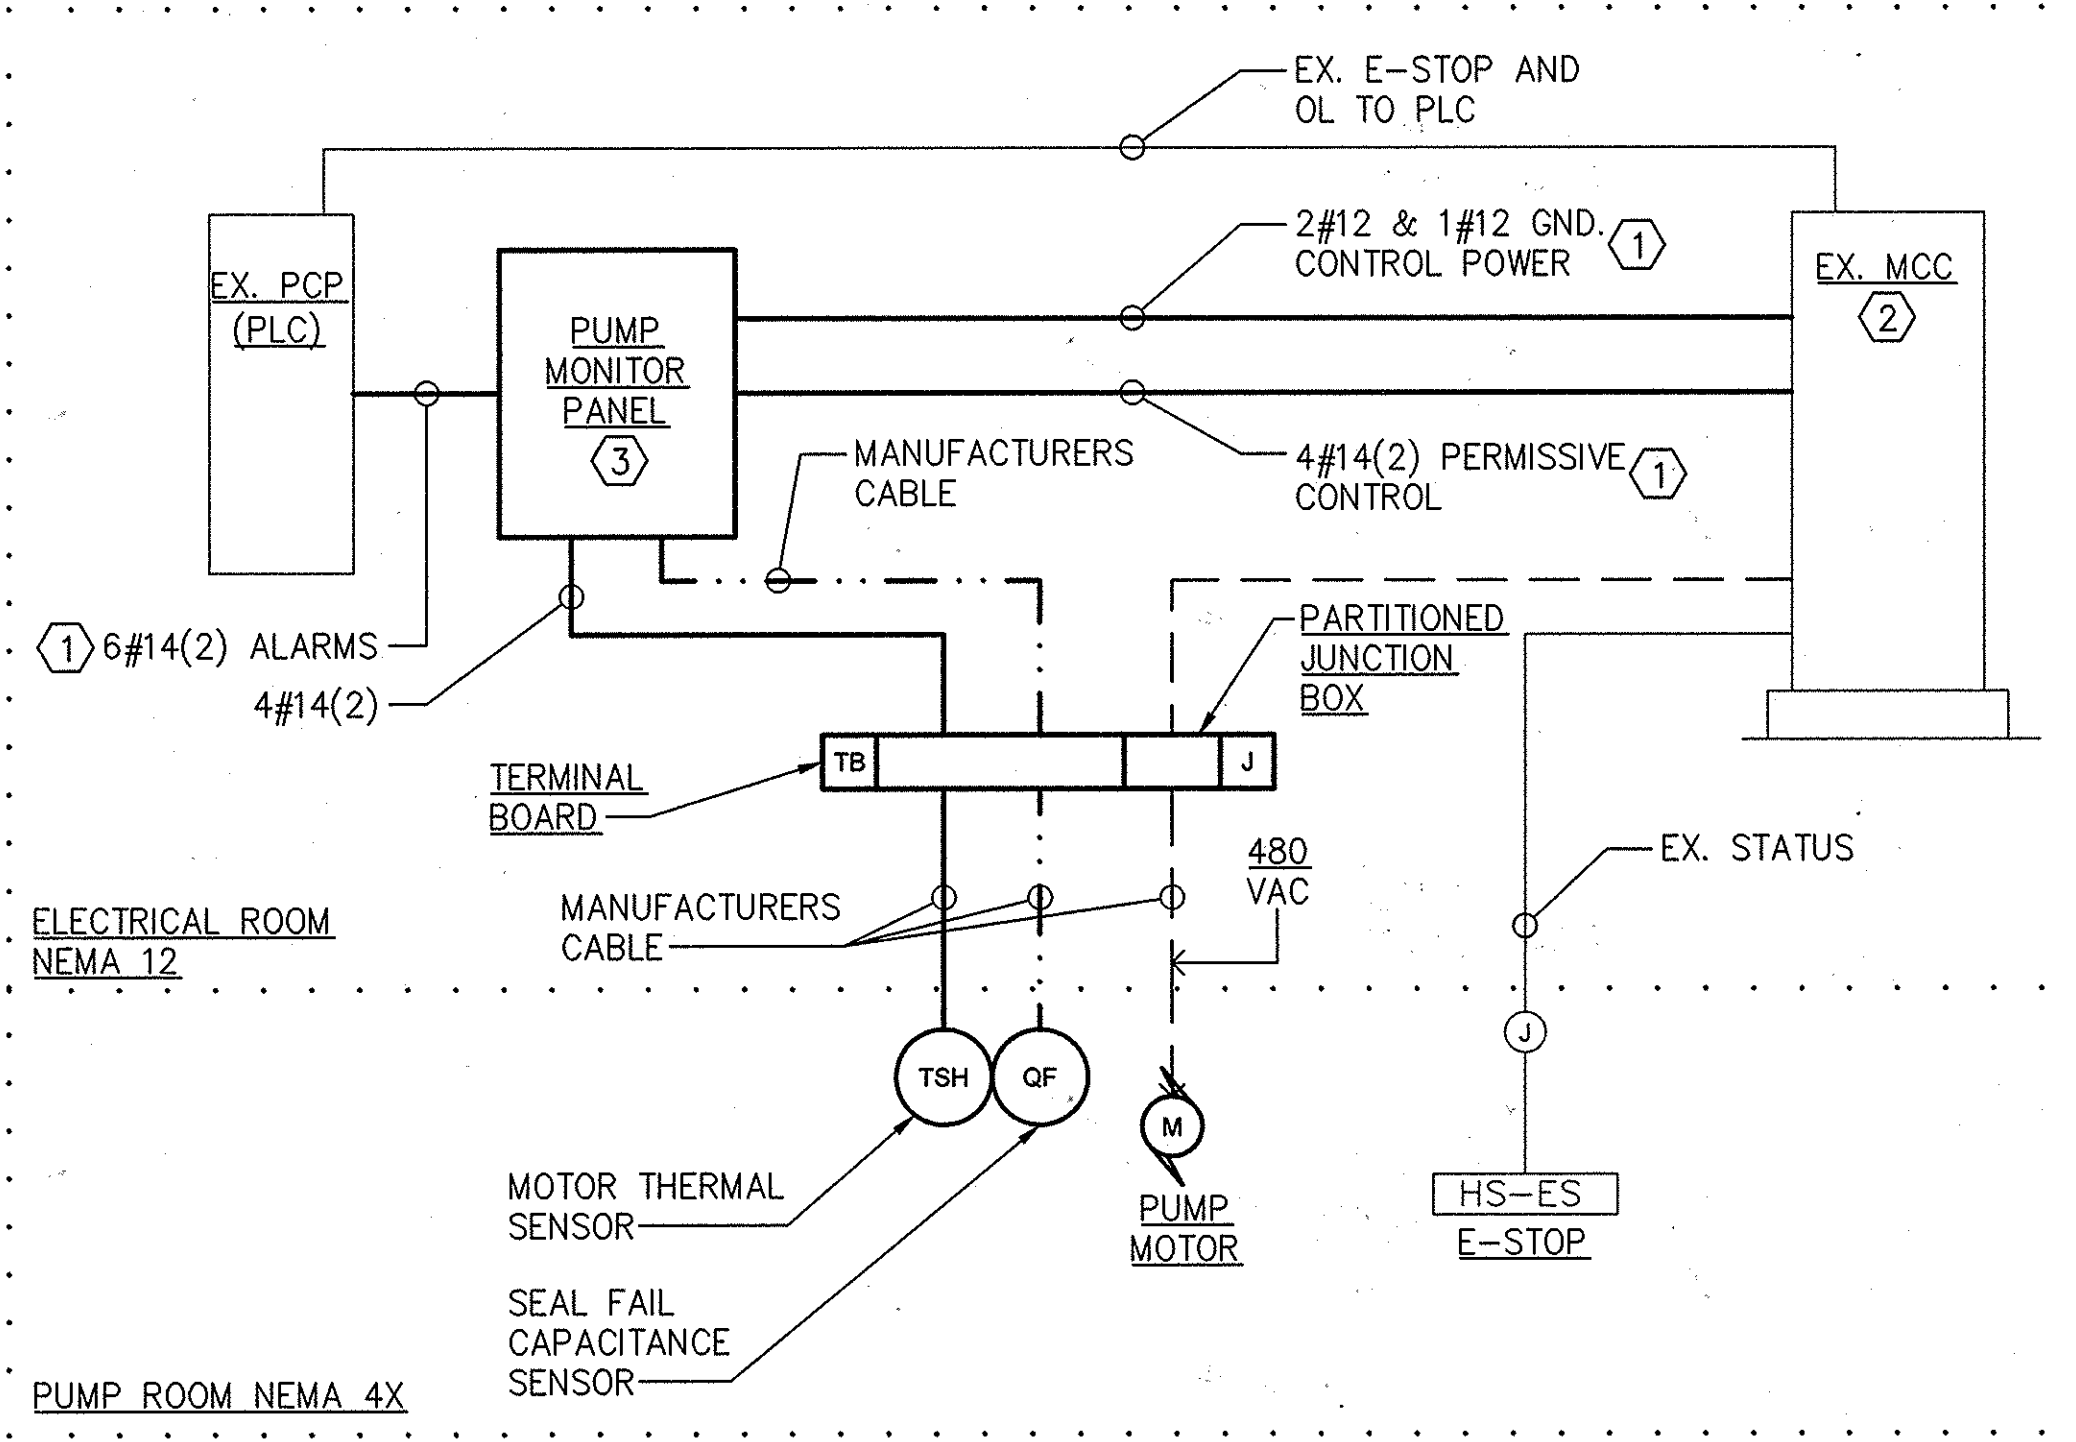 EX. E-STOP AND
OL TO PLC
2#12 & 1#12 GND.
CONTROL POWER
1
EX. PCP
(PLC)
PUMP
MONITOR
PANEL
3
EX. MCC
2
MANUFACTURERS
CABLE
4#14(2) PERMISSIVE
CONTROL
1
1 6#14(2) ALARMS
4#14(2)
PARTITIONED
JUNCTION
BOX
TB
J
TERMINAL
BOARD
480
VAC
EX. STATUS
MANUFACTURERS
CABLE
ELECTRICAL ROOM
NEMA 12
J
TSH
QF
M
MOTOR THERMAL
SENSOR
PUMP
MOTOR
HS-ES
E-STOP
SEAL FAIL
CAPACITANCE
SENSOR
PUMP ROOM NEMA 4X